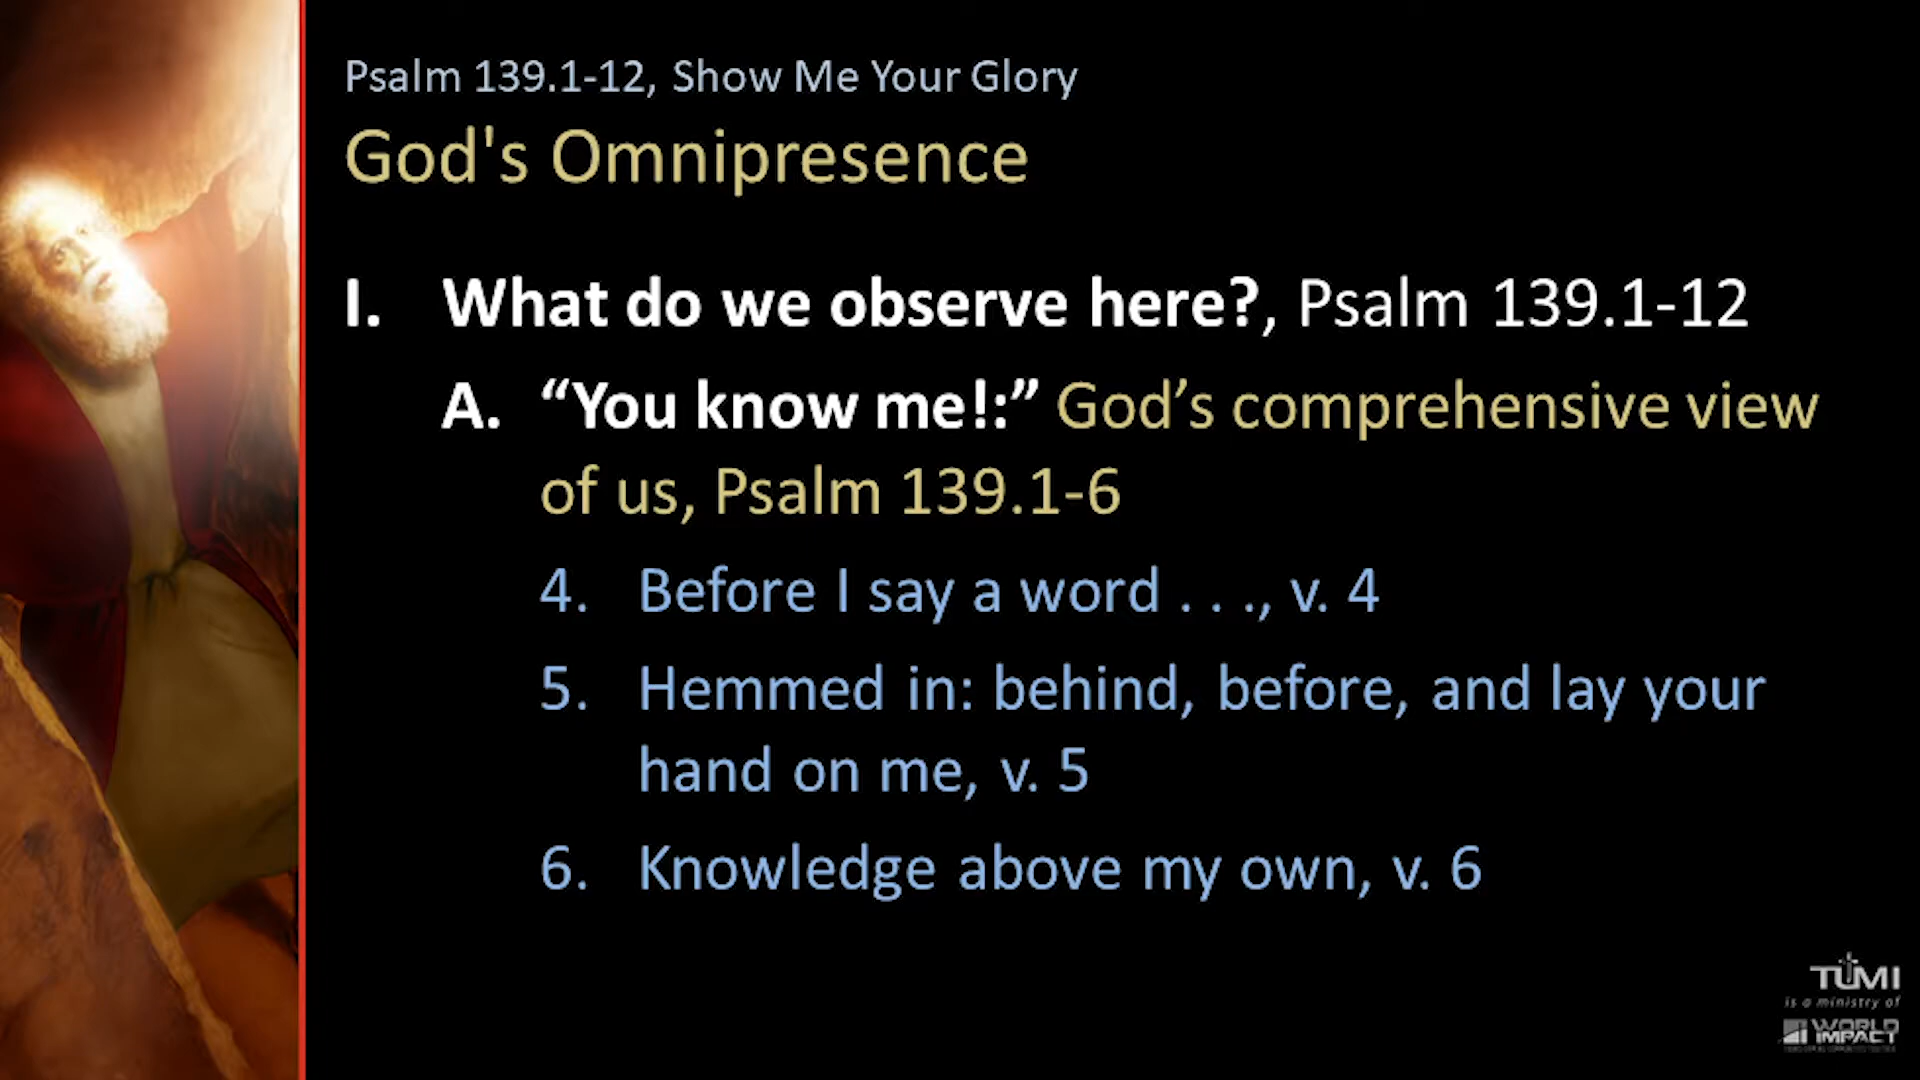 Psalm 139.1-12, Show Me Your Glory
God's Omnipresence
I. What do we observe here?, Psalm 139.1-12
A. “You know me!:” God’s comprehensive view
of us, Psalm 139.1-6
4. Before I say a word . . ., v. 4
5. Hemmed in: behind, before, and lay your
hand on me, v. 5
6. Knowledge above my own, v. 6
TUMI
is a ministry of
WORLD
IMPACT